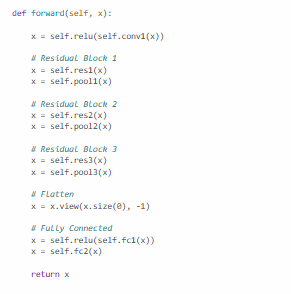 def forward(self, x):
x = self.relu(self.conv1(x))
# Residual Block 1
x = self.res1(x)
x = self.pool1(x)
# Residual Block 2
x = self.res2(x)
x = self.pool2(x)
# Residual Block 3
x = self.res3(x)
x = self.pool3(x)
# Flatten
x = x.view(x.size(0), -1)
# Fully Connected
x = self.relu(self.fc1(x))
x = self.fc2(x)
return x